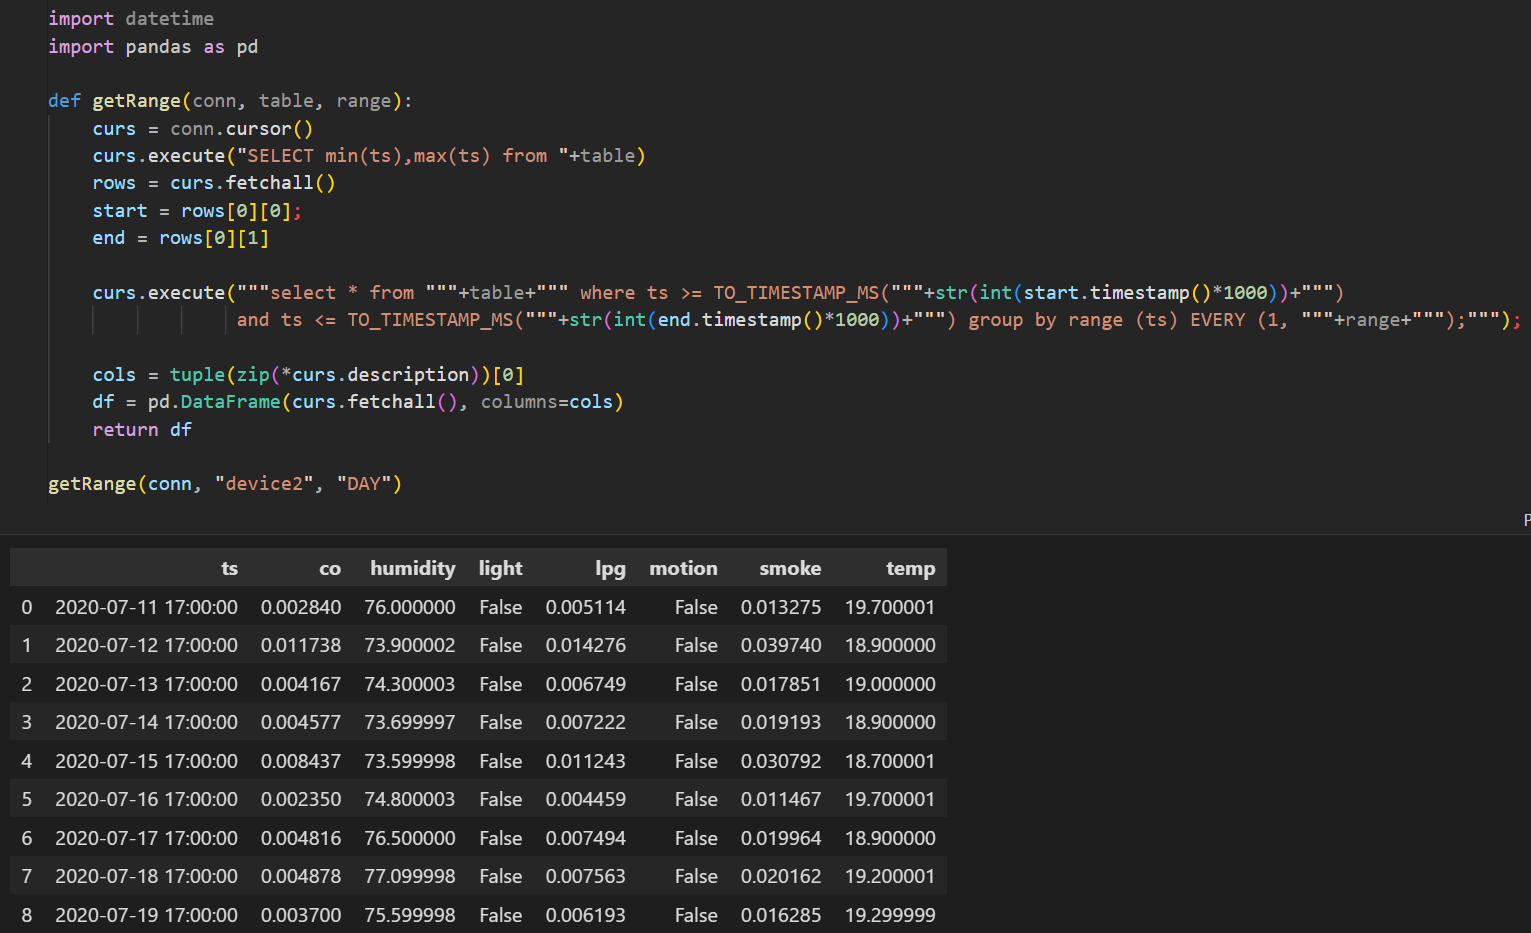 import datetime
import pandas as pd
def getRange(conn, table, range):
curs = conn.cursor()
curs.execute("SELECT min(ts),max(ts) from "+table)
rows = curs.fetchall()
start = rows[0][0];
end = rows[0][1]
curs.execute("""select * from """+table+""" where ts >= TO_TIMESTAMP_MS("""+str(int(start.timestamp()*1000))+""")
and ts <= TO_TIMESTAMP_MS("""+str(int(end.timestamp()*1000))+""") group by range (ts) EVERY (1, """+range+""");""");
cols = tuple(zip(*curs.description))[0]
df = pd.DataFrame(curs.fetchall(), columns=cols)
return df
getRange(conn, "device2", "DAY")
ts co humidity light lpg motion smoke temp
0 2020-07-11 17:00:00 0.002840 76.000000 False 0.005114 False 0.013275 19.700001
1 2020-07-12 17:00:00 0.011738 73.900002 False 0.014276 False 0.039740 18.900000
2 2020-07-13 17:00:00 0.004167 74.300003 False 0.006749 False 0.017851 19.000000
3 2020-07-14 17:00:00 0.004577 73.699997 False 0.007222 False 0.019193 18.900000
4 2020-07-15 17:00:00 0.008437 73.599998 False 0.011243 False 0.030792 18.700001
5 2020-07-16 17:00:00 0.002350 74.800003 False 0.004459 False 0.011467 19.700001
6 2020-07-17 17:00:00 0.004816 76.500000 False 0.007494 False 0.019964 18.900000
7 2020-07-18 17:00:00 0.004878 77.099998 False 0.007563 False 0.020162 19.200001
8 2020-07-19 17:00:00 0.003700 75.599998 False 0.006193 False 0.016285 19.299999